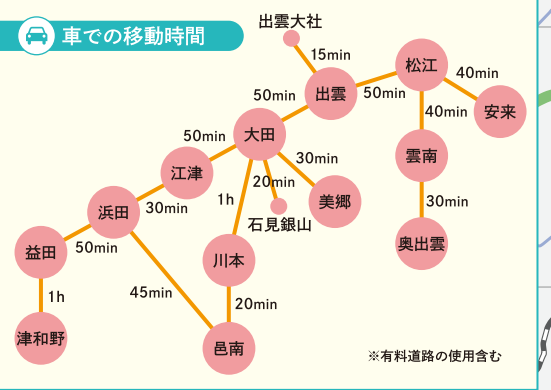 車での移動時間
出雲大社
15min
松江
40min
出雲
50min
安来
50min
40min
大田
50min
雲南
30min
江津
20min
美郷
30min
1h
30min
浜田
石見銀山
奥出雲
50min
益田
川本
45min
1h
20min
津和野
邑南
※有料道路の使用含む